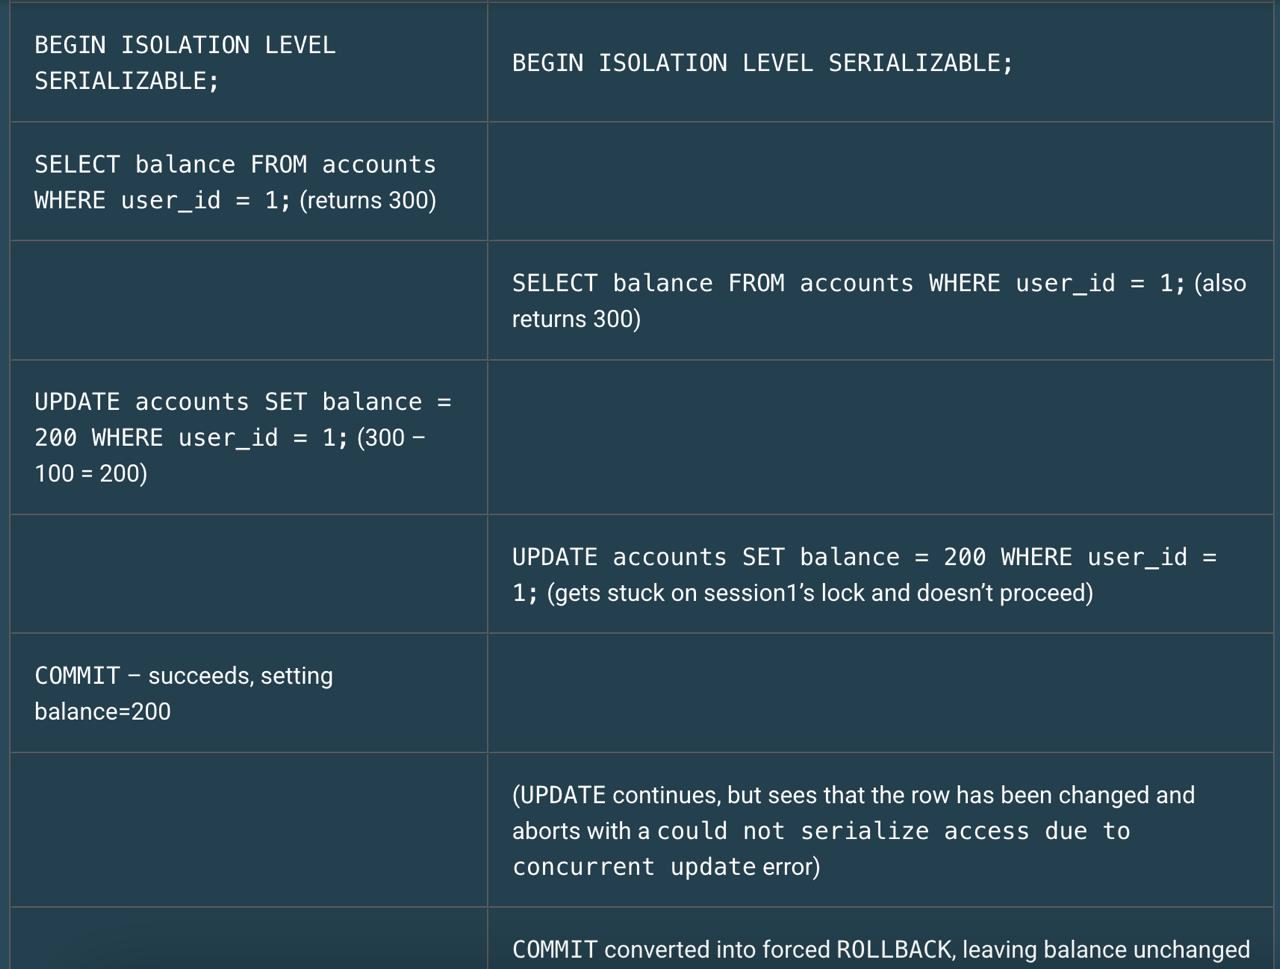 BEGIN ISOLATION LEVEL
SERIALIZABLE;
BEGIN ISOLATION LEVEL SERIALIZABLE;
SELECT balance FROM accounts
WHERE user_id = 1; (returns 300)
SELECT balance FROM accounts WHERE user_id = 1; (also
returns 300)
UPDATE accounts SET balance =
200 WHERE user_id = 1; (300 –
100 = 200)
UPDATE accounts SET balance = 200 WHERE user_id =
1; (gets stuck on session1’s lock and doesn’t proceed)
COMMIT – succeeds, setting
balance=200
(UPDATE continues, but sees that the row has been changed and
aborts with a could not serialize access due to
concurrent update error)
COMMIT converted into forced ROLLBACK, leaving balance unchanged